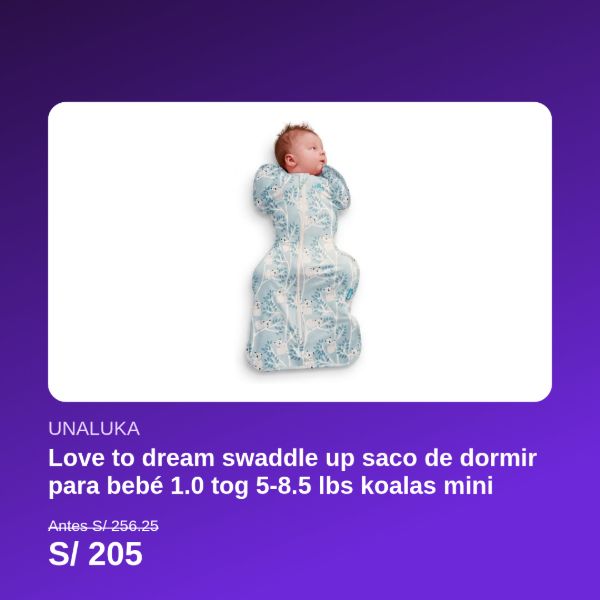 UNALUKA
Love to dream swaddle up saco de dormir
para bebé 1.0 tog 5-8.5 lbs koalas mini
Antes S/ 256.25
S/ 205